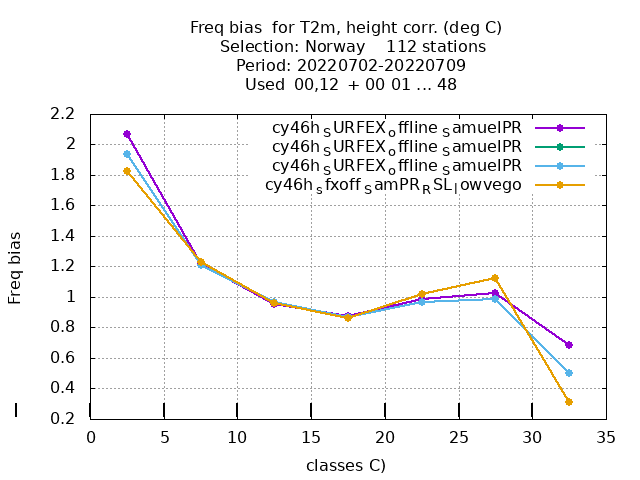 Freq bias  for T2m, height corr. (deg C)
Selection: Norway    112 stations
Period: 20220702-20220709
Used  00,12  + 00 01 ... 48
2.2
2
1.8
1.6
1.4
1.2
1
0.8
0.6
0.4
0.2
Freq bias
cy46h_SURFEX_offline_SamuelPR
cy46h_SURFEX_offline_SamuelPR
cy46h_SURFEX_offline_SamuelPR
cy46h_sfxoff_SamPR_RSL_lowvego
0 5 10 15 20 25 30 35
classes C)